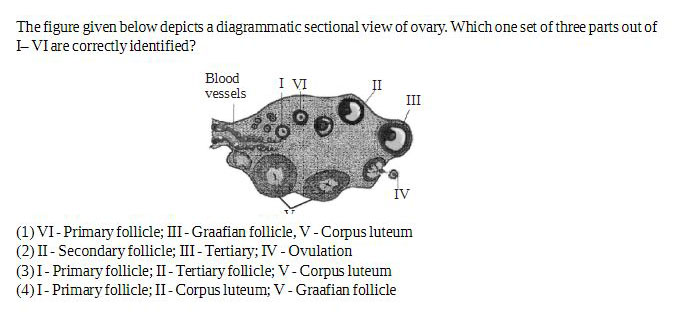 The figure given below depicts a diagrammatic sectional view of ovary. Which one set of three parts out of
I– VI are correctly identified?
Blood
vessels
I VI
II
III
IV
V
(1) VI - Primary follicle; III - Graafian follicle, V - Corpus luteum
(2) II - Secondary follicle; III - Tertiary; IV - Ovulation
(3) I - Primary follicle; II - Tertiary follicle; V - Corpus luteum
(4) I - Primary follicle; II - Corpus luteum; V - Graafian follicle